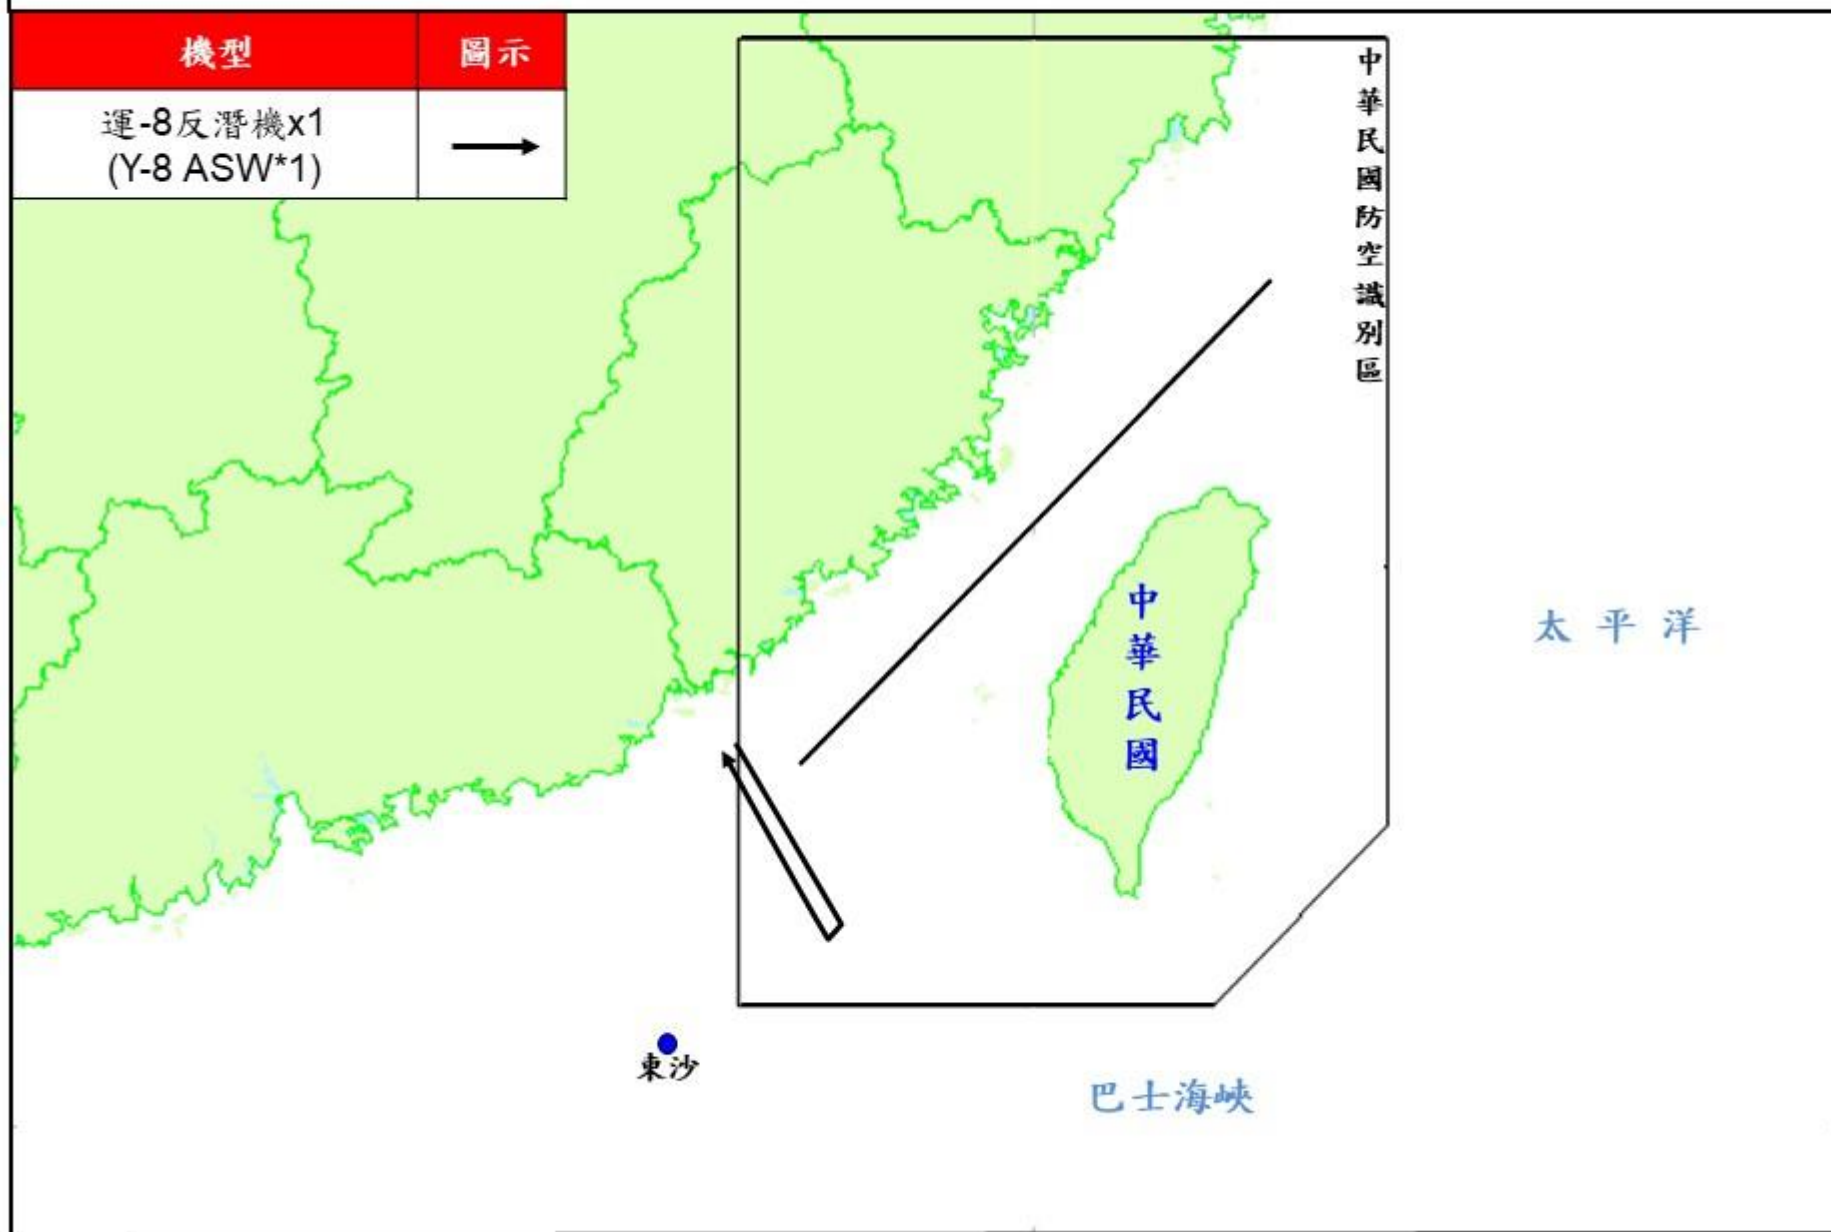 機型
圖示
運-8反潛機x1
(Y-8 ASW*1)
中華民國防空識別區
中華民國
太平洋
東沙
巴士海峽